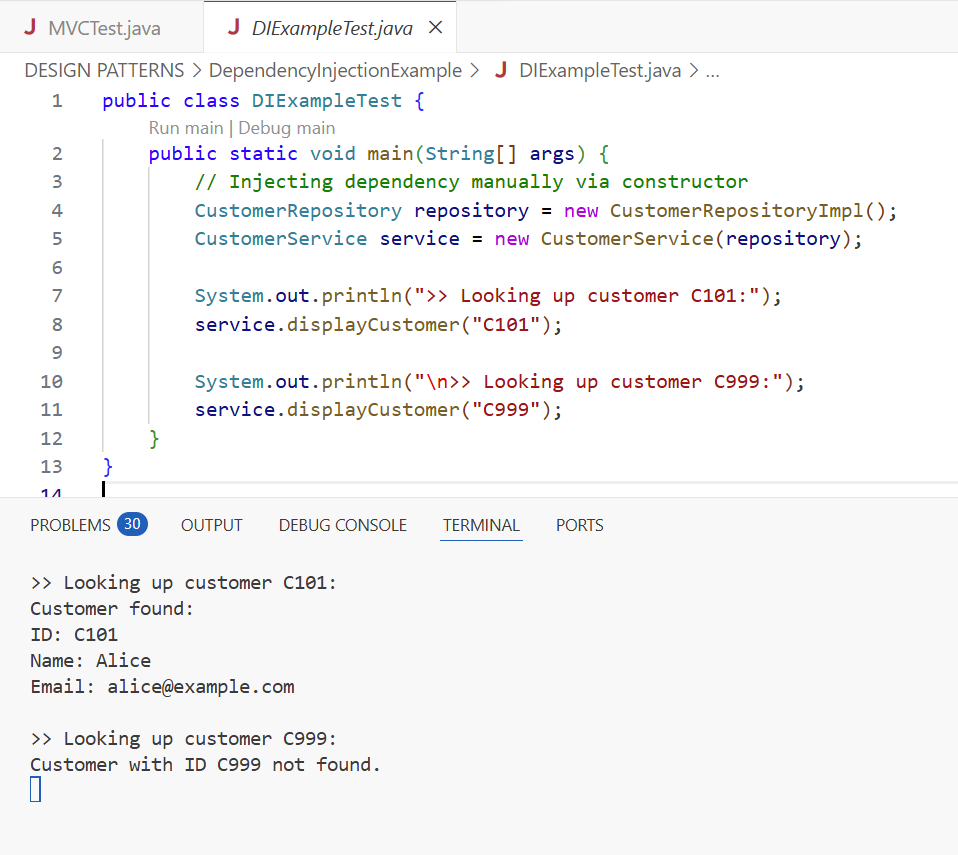 J MVCTest.java J DIExampleTest.java
DESIGN PATTERNS > DependencyInjectionExample > J DIExampleTest.java > ...
1 public class DIExampleTest {
Run main | Debug main
2 public static void main(String[] args) {
3 // Injecting dependency manually via constructor
4 CustomerRepository repository = new CustomerRepositoryImpl();
5 CustomerService service = new CustomerService(repository);
6
7 System.out.println(">> Looking up customer C101:");
8 service.displayCustomer("C101");
9
10 System.out.println("\n>> Looking up customer C999:");
11 service.displayCustomer("C999");
12 }
13 }
14
PROBLEMS 30 OUTPUT DEBUG CONSOLE TERMINAL PORTS
>> Looking up customer C101:
Customer found:
ID: C101
Name: Alice
Email: alice@example.com
>> Looking up customer C999:
Customer with ID C999 not found.